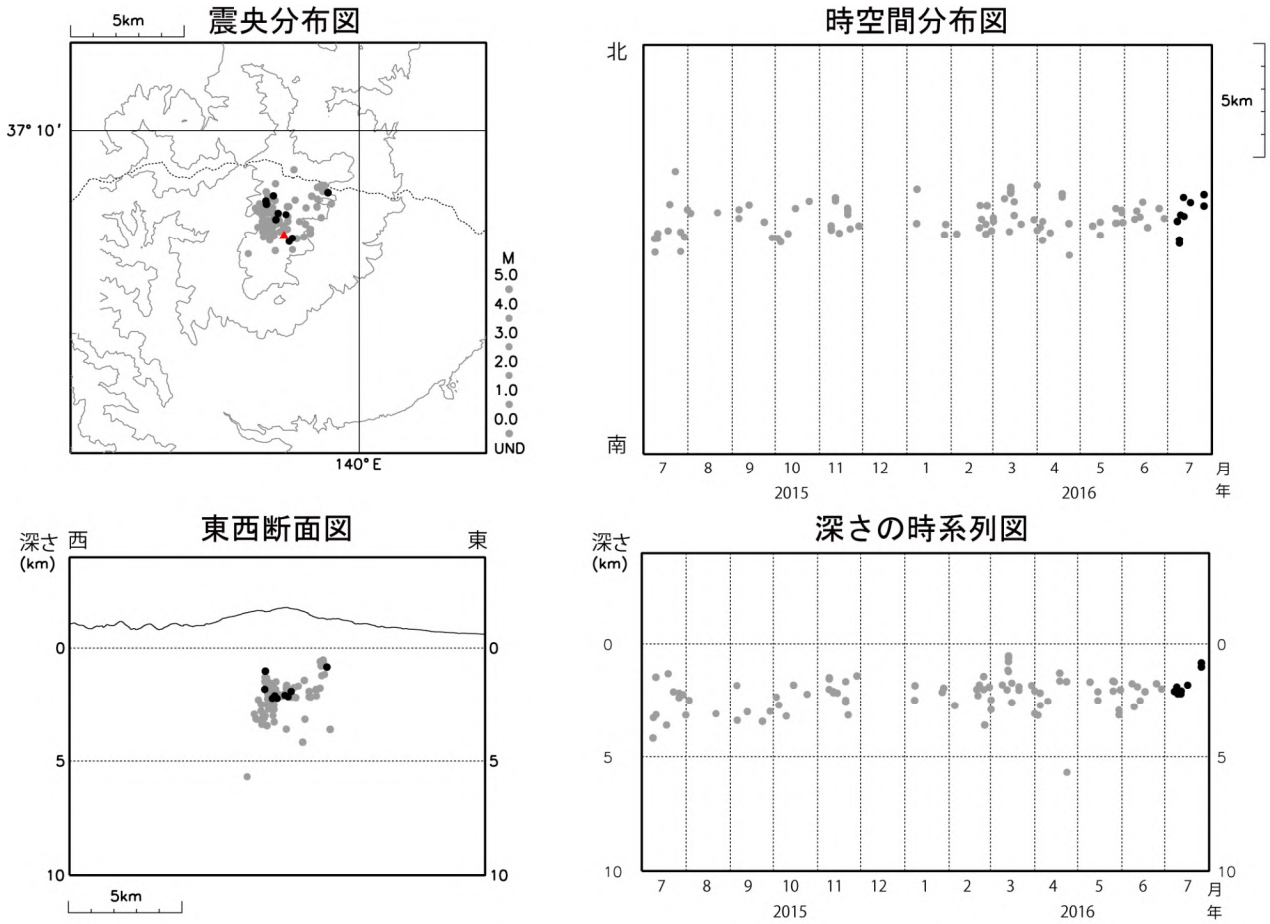 5km
震央分布図
37° 10'
140° E
M
5.0
4.0
3.0
2.0
1.0
0.0
UND
時空間分布図
北
南
5km
7 8 9 10 11 12 1 2 3 4 5 6 7 月
2015 2016 年
東西断面図
深さ
(km)
西
東
0 0
5 5
10 10
5km
深さの時系列図
深さ
(km)
0 0
5 5
10 10
7 8 9 10 11 12 1 2 3 4 5 6 7 月
2015 2016 年